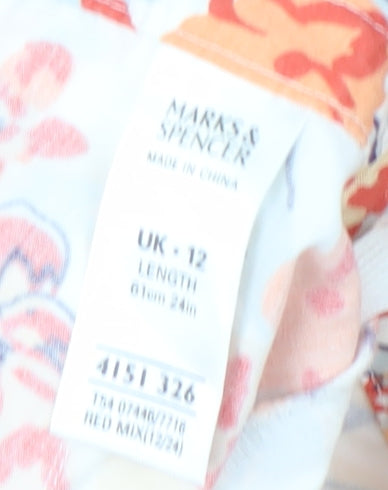 MARKS &
SPENCER
MADE IN CHINA
UK - 12
LENGTH
61cm 24in
4151 326
154 07446/7716
RED MIX(12/24)